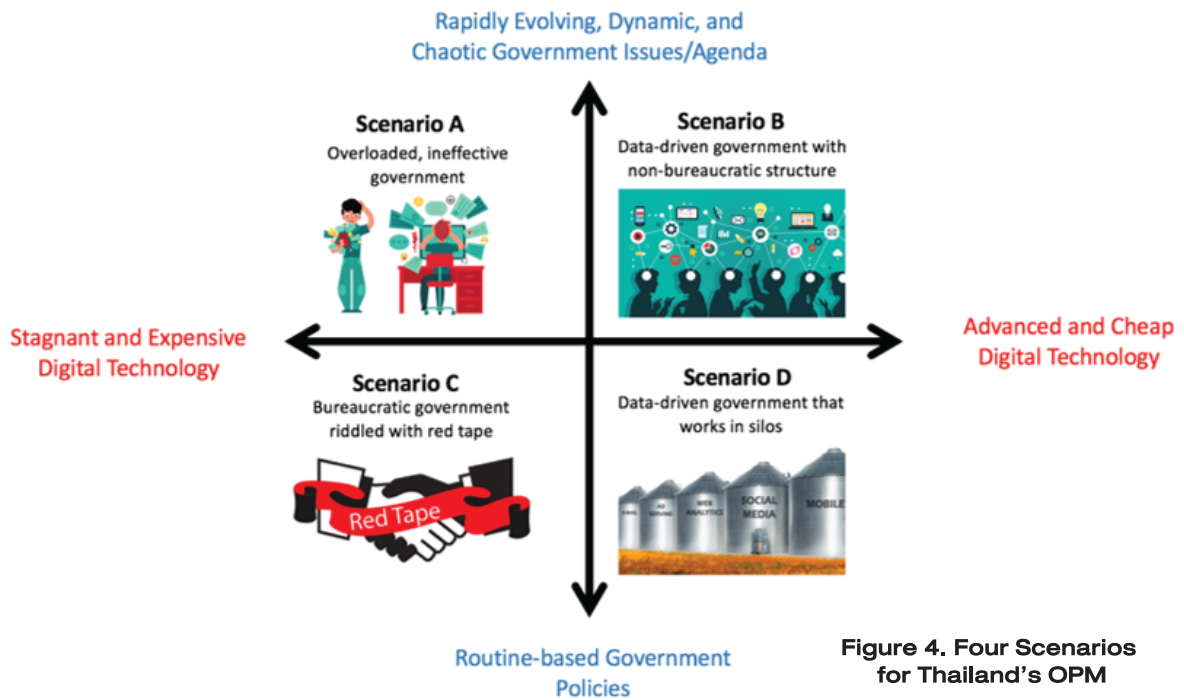 Rapidly Evolving, Dynamic, and
Chaotic Government Issues/Agenda
Scenario A
Overloaded, ineffective
government
Scenario B
Data-driven government with
non-bureaucratic structure
Stagnant and Expensive
Digital Technology
Advanced and Cheap
Digital Technology
Scenario C
Bureaucratic government
riddled with red tape
Red Tape
Scenario D
Data-driven government that
works in silos
WEB
ANALYTICS
SOCIAL
MEDIA
MOBILE
Routine-based Government
Policies
Figure 4. Four Scenarios
for Thailand's OPM